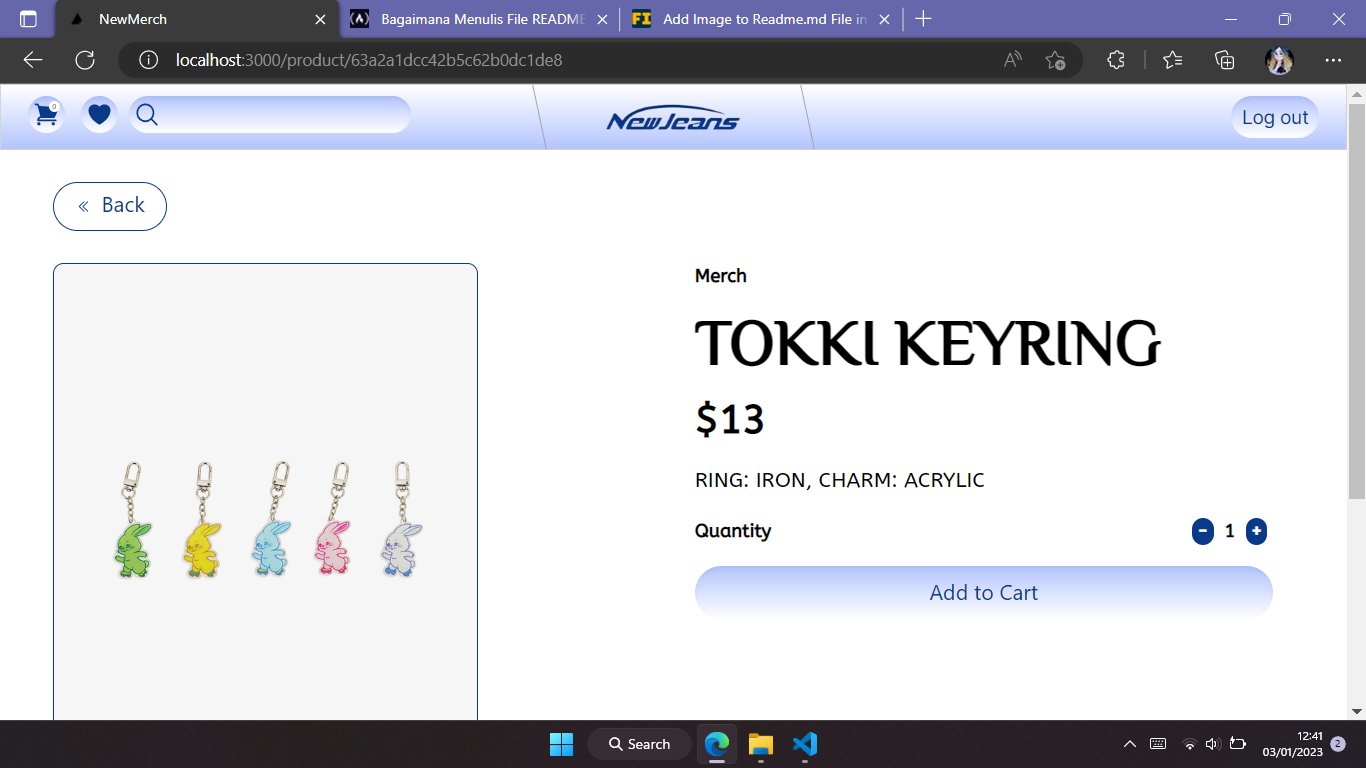 NewMerch
Bagaimana Menulis File README
Add Image to Readme.md File in
localhost:3000/product/63a2a1dcc42b5c62b0dc1de8
0
NewJeans
Log out
« Back
Merch
TOKKI KEYRING
$13
RING: IRON, CHARM: ACRYLIC
Quantity
- 1 +
Add to Cart
Search
12:41
03/01/2023
2